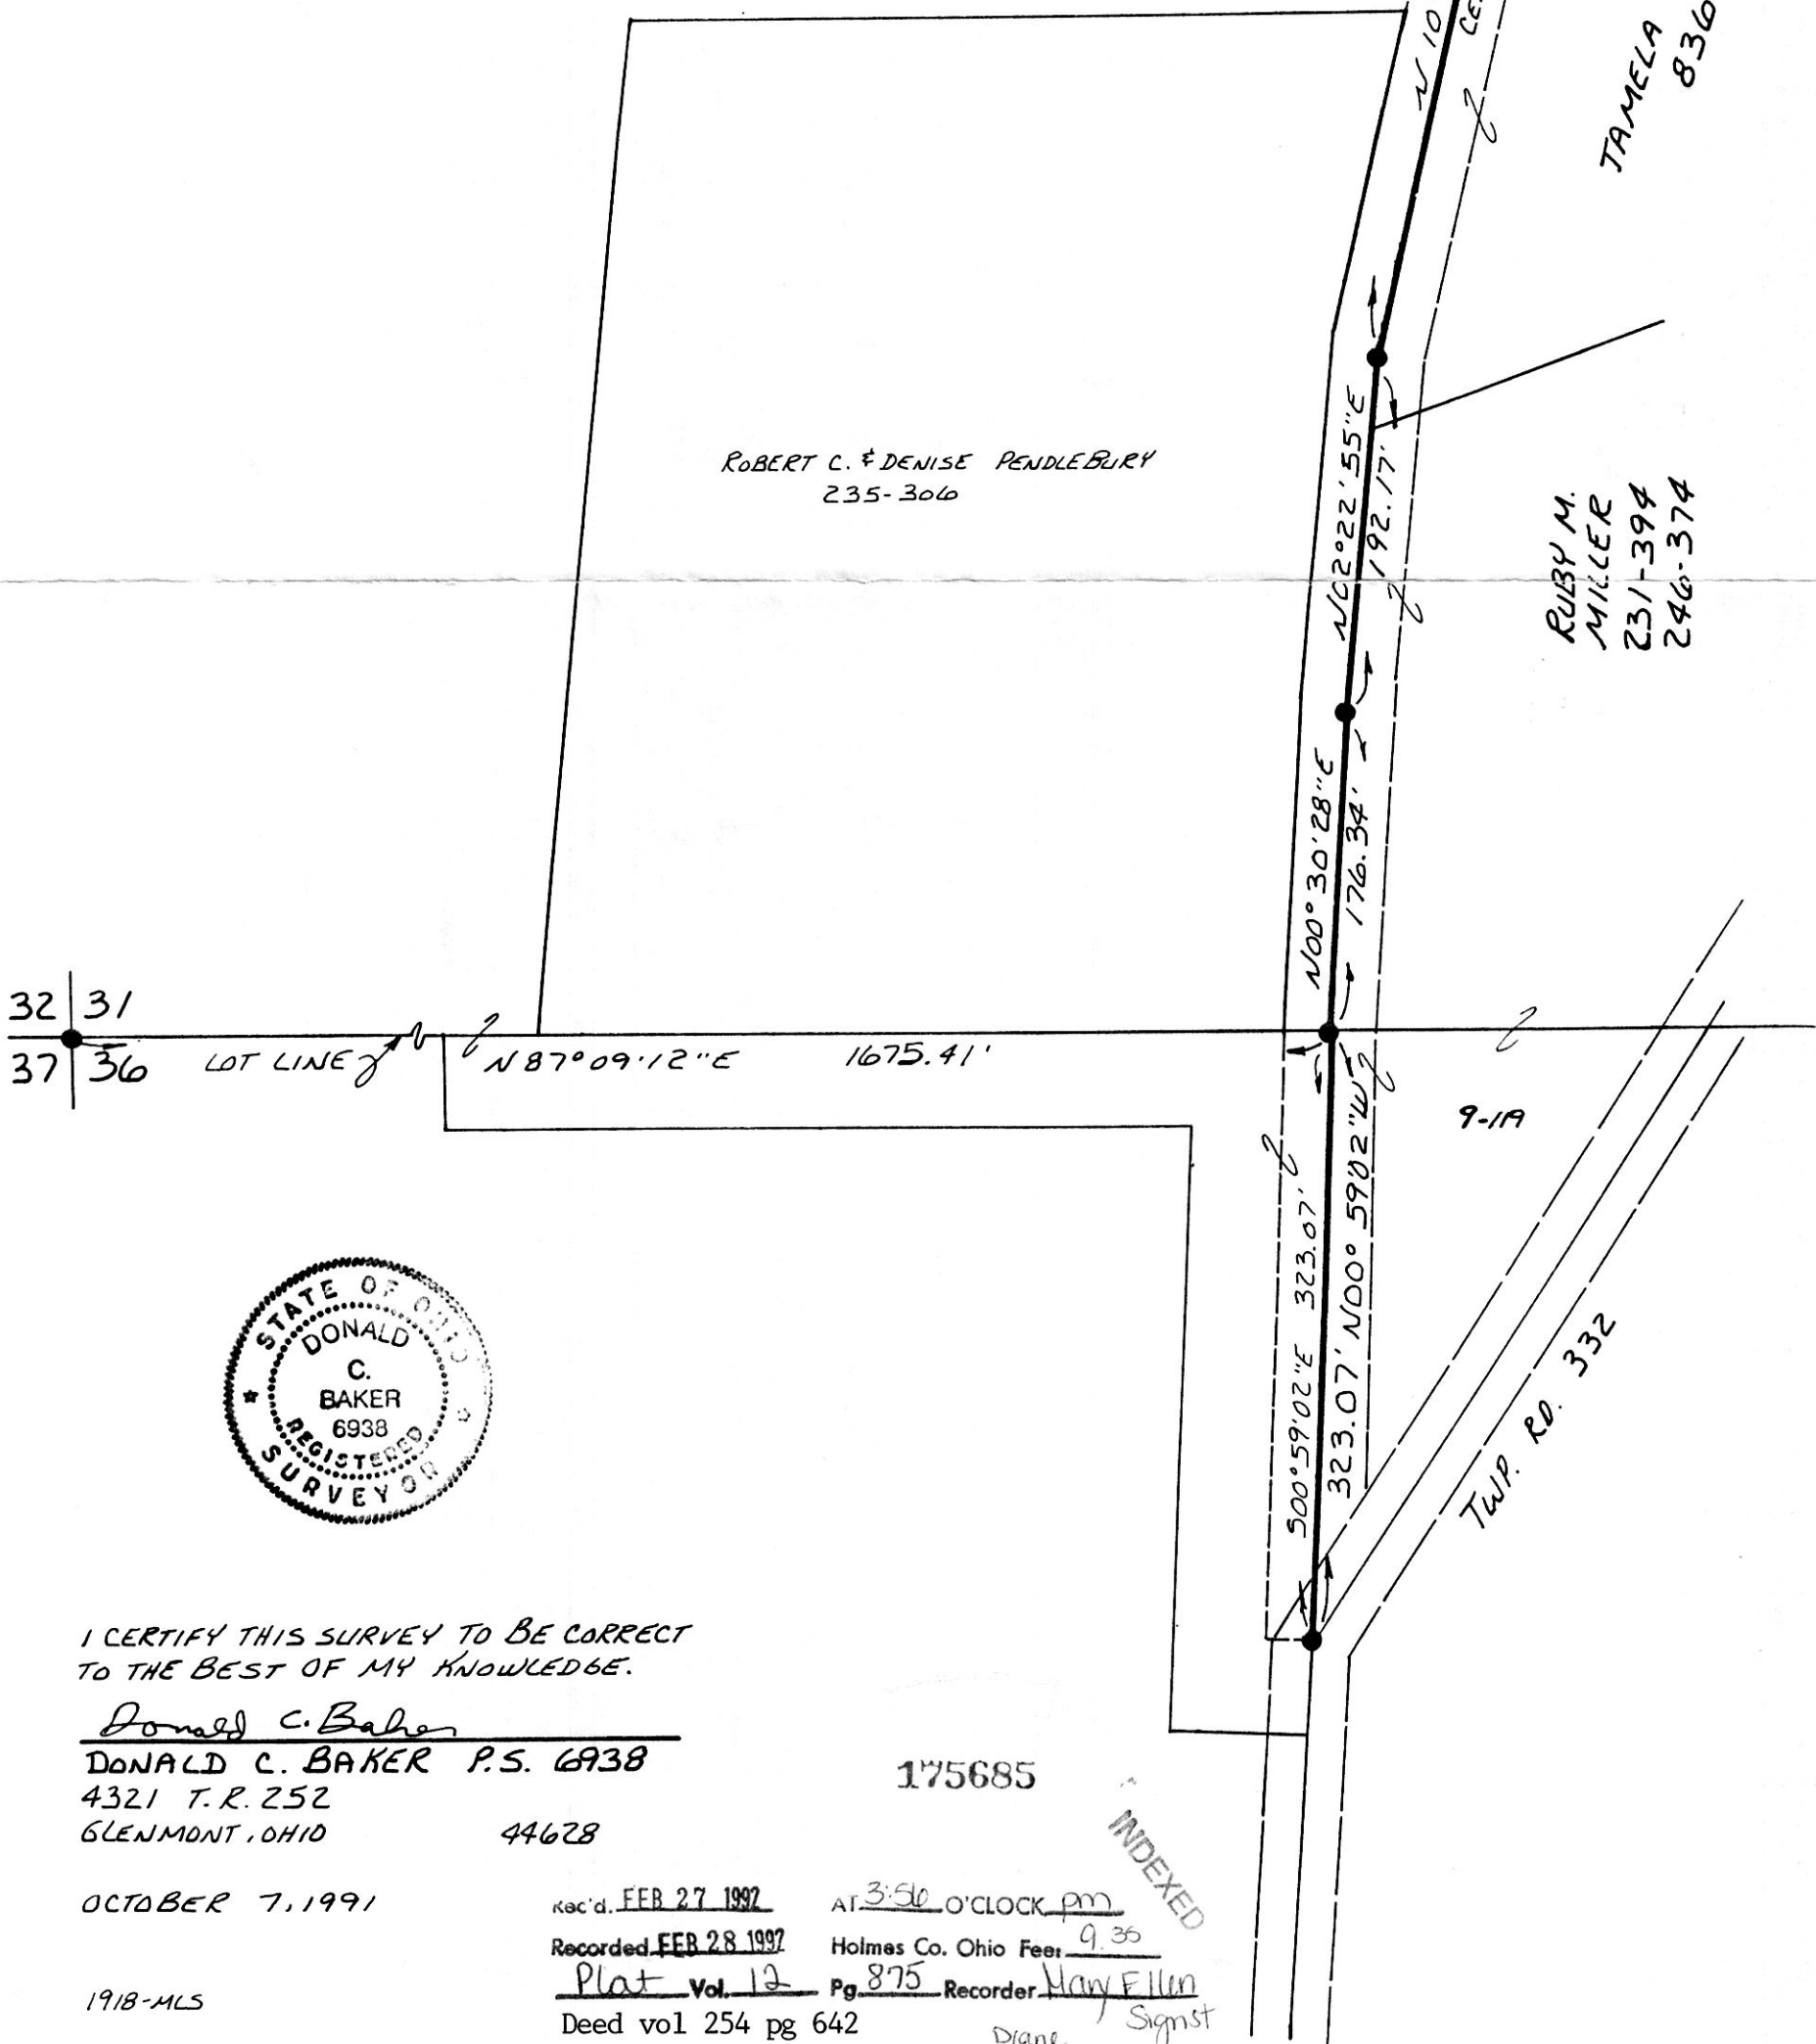 N 10
CE
TAMELA
836
ROBERT C. & DENISE PENDLEBURY
235-306
N02°22'55"E
192.17'
RUBY M.
MILLER
231-394
246-374
N00°30'28"E
176.34'
32 31
37 36
LOT LINE
N87°09'12"E 1675.41'
9-119
S00°59'02"E 323.07'
323.07' N00°59'02"W
TWP. RD. 332
STATE OF OHIO
DONALD
C.
BAKER
6938
REGISTERED
SURVEYOR
I CERTIFY THIS SURVEY TO BE CORRECT
TO THE BEST OF MY KNOWLEDGE.
Donald C. Baker
DONALD C. BAKER P.S. 6938
4321 T.R. 252
GLENMONT, OHIO 44628
OCTOBER 7, 1991
1918-MLS
175685
INDEXED
Rec'd. FEB 27 1992 AT 3:56 O'CLOCK pm
Recorded FEB 28 1992 Holmes Co. Ohio Fee: 9.35
Plat Vol. 12 Pg. 875 Recorder Mary Ellen
Signst
Deed vol 254 pg 642
Diane